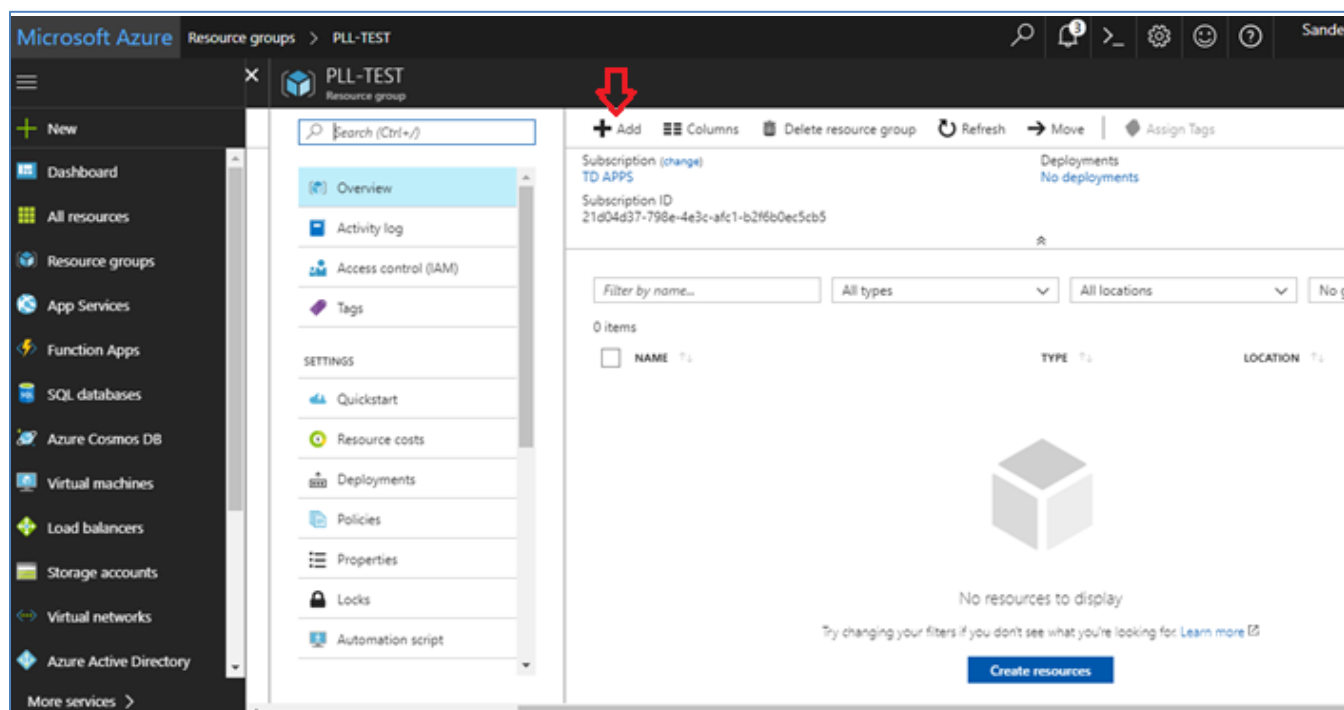 Microsoft Azure Resource groups > PLL-TEST
3
>_
Sande
PLL-TEST
Resource group
New
Dashboard
All resources
Resource groups
App Services
Function Apps
SQL databases
Azure Cosmos DB
Virtual machines
Load balancers
Storage accounts
Virtual networks
Azure Active Directory
More services >
Search (Ctrl+/)
Overview
Activity log
Access control (IAM)
Tags
SETTINGS
Quickstart
Resource costs
Deployments
Policies
Properties
Locks
Automation script
Add Columns Delete resource group Refresh Move Assign Tags
Subscription (change)
TD APPS
Subscription ID
21d04d37-798e-4e3c-afc1-b2f6b0ec5cb5
Deployments
No deployments
Filter by name... All types All locations No g
0 items
NAME TYPE LOCATION
No resources to display
Try changing your filters if you don't see what you're looking for. Learn more
Create resources